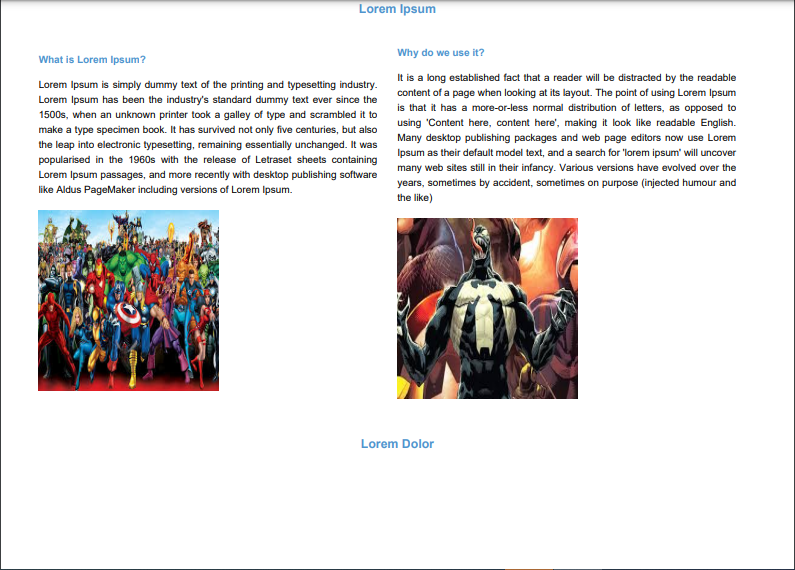 Lorem Ipsum
What is Lorem Ipsum?
Lorem Ipsum is simply dummy text of the printing and typesetting industry.
Lorem Ipsum has been the industry's standard dummy text ever since the
1500s, when an unknown printer took a galley of type and scrambled it to
make a type specimen book. It has survived not only five centuries, but also
the leap into electronic typesetting, remaining essentially unchanged. It was
popularised in the 1960s with the release of Letraset sheets containing
Lorem Ipsum passages, and more recently with desktop publishing software
like Aldus PageMaker including versions of Lorem Ipsum.
Why do we use it?
It is a long established fact that a reader will be distracted by the readable
content of a page when looking at its layout. The point of using Lorem Ipsum
is that it has a more-or-less normal distribution of letters, as opposed to
using 'Content here, content here', making it look like readable English.
Many desktop publishing packages and web page editors now use Lorem
Ipsum as their default model text, and a search for 'lorem ipsum' will uncover
many web sites still in their infancy. Various versions have evolved over the
years, sometimes by accident, sometimes on purpose (injected humour and
the like)
Lorem Dolor